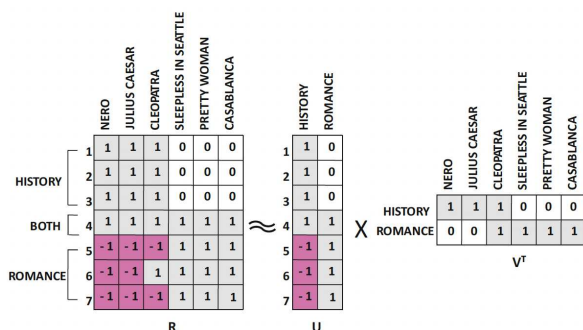 NERO
JULIUS CAESAR
CLEOPATRA
SLEEPLESS IN SEATTLE
PRETTY WOMAN
CASABLANCA
HISTORY
BOTH
ROMANCE
1 1 1 1 0 0 0
2 1 1 1 0 0 0
3 1 1 1 0 0 0
4 1 1 1 1 1 1
5 -1 -1 -1 1 1 1
6 -1 -1 1 1 1 1
7 -1 -1 -1 1 1 1
R
≈
HISTORY
ROMANCE
1 1 0
2 1 0
3 1 0
4 1 1
5 -1 1
6 -1 1
7 -1 1
U
X
NERO
JULIUS CAESAR
CLEOPATRA
SLEEPLESS IN SEATTLE
PRETTY WOMAN
CASABLANCA
HISTORY 1 1 1 0 0 0
ROMANCE 0 0 1 1 1 1
Vᵀ